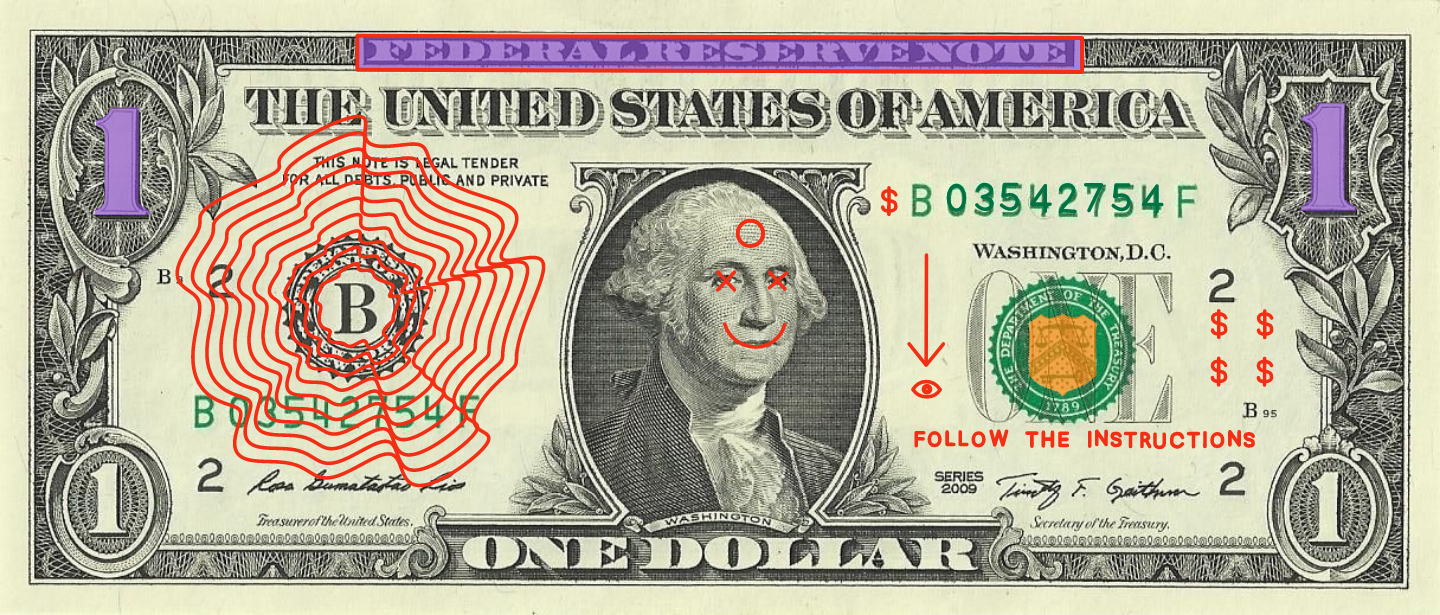 FEDERAL RESERVE NOTE
1
1
THE UNITED STATES OF AMERICA
THIS NOTE IS LEGAL TENDER
FOR ALL DEBTS, PUBLIC AND PRIVATE
$ B 03542754 F
WASHINGTON, D.C.
B
2
B
ONE
THE DEPARTMENT OF THE TREASURY
1789
2
$ $
$ $
B 03542754 F
B 95
FOLLOW THE INSTRUCTIONS
2
Rosa Gumataotao Rios
Treasurer of the United States.
SERIES
2009
Timothy F. Geithner
2
Secretary of the Treasury.
1
WASHINGTON
1
ONE DOLLAR